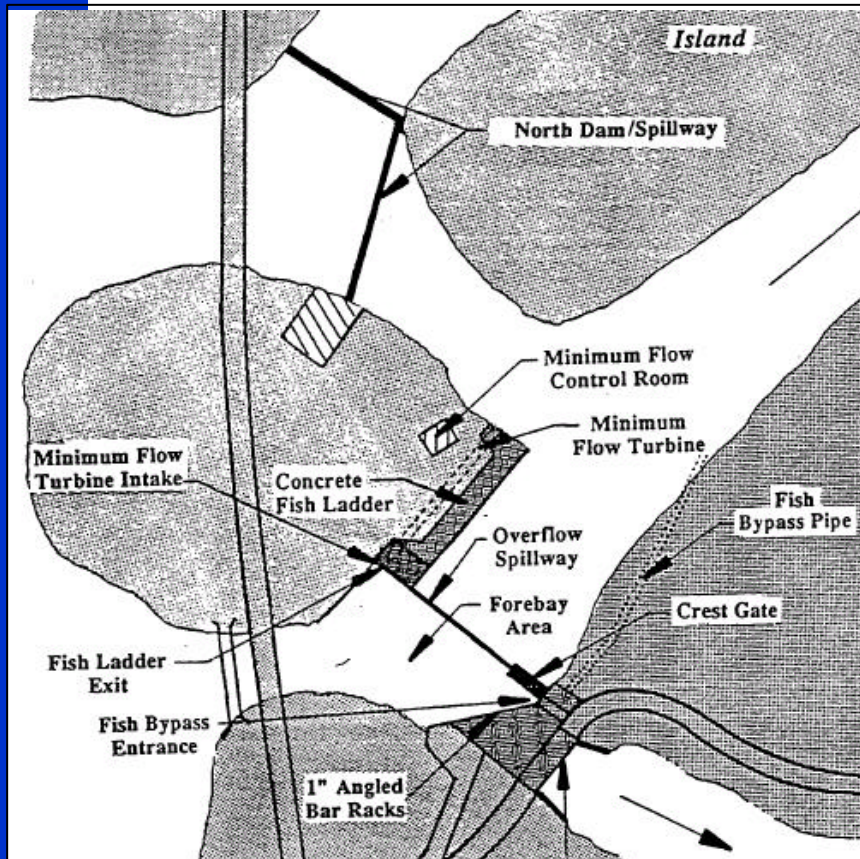 Island
North Dam/Spillway
Minimum Flow
Control Room
Minimum Flow
Turbine Intake
Concrete
Fish Ladder
Minimum
Flow Turbine
Fish
Bypass Pipe
Overflow
Spillway
Forebay
Area
Crest Gate
Fish Ladder
Exit
Fish Bypass
Entrance
1" Angled
Bar Racks